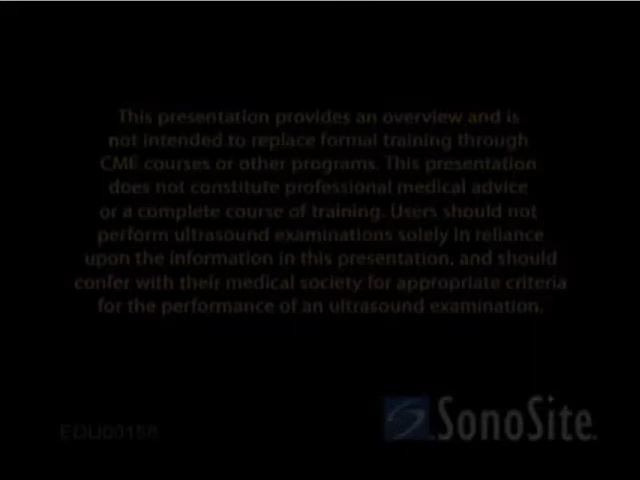 This presentation provides an overview and is
not intended to replace formal training through
CME courses or other programs. This presentation
does not constitute professional medical advice
or a complete course of training. Users should not
perform ultrasound examinations solely in reliance
upon the information in this presentation, and should
confer with their medical society for appropriate criteria
for the performance of an ultrasound examination.
EDU00158
SonoSite